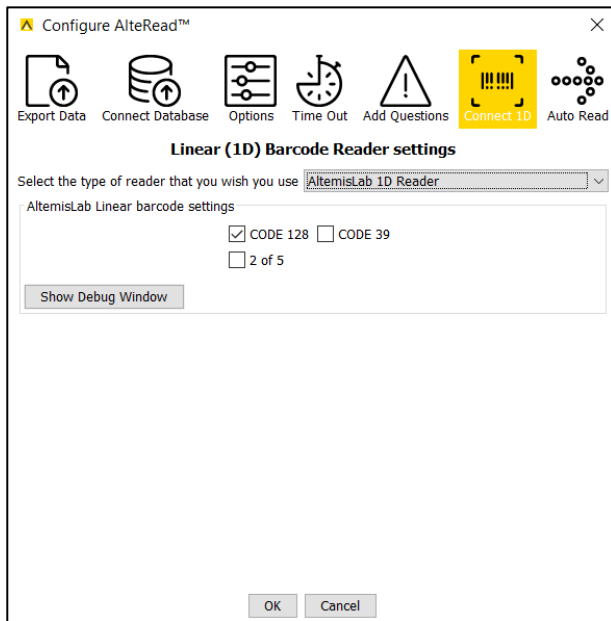 Configure AlteRead™
Export Data Connect Database Options Time Out Add Questions Connect 1D Auto Read
Linear (1D) Barcode Reader settings
Select the type of reader that you wish you use AltemisLab 1D Reader
AltemisLab Linear barcode settings
CODE 128 CODE 39
2 of 5
Show Debug Window
OK Cancel